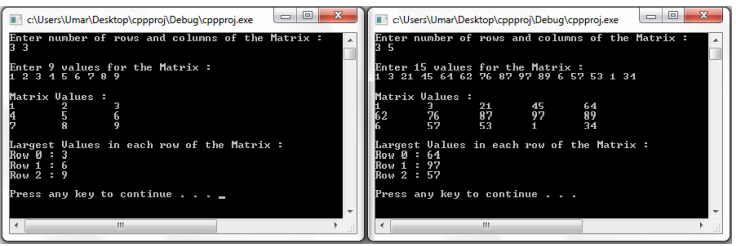 c:\Users\Umar\Desktop\cppproj\Debug\cppproj.exe
Enter number of rows and columns of the Matrix :
3 3
Enter 9 values for the Matrix :
1 2 3 4 5 6 7 8 9
Matrix Values :
1 2 3
4 5 6
7 8 9
Largest Values in each row of the Matrix :
Row 0 : 3
Row 1 : 6
Row 2 : 9
Press any key to continue . . . _
c:\Users\Umar\Desktop\cppproj\Debug\cppproj.exe
Enter number of rows and columns of the Matrix :
3 5
Enter 15 values for the Matrix :
1 3 21 45 64 62 76 87 97 89 6 57 53 1 34
Matrix Values :
1 3 21 45 64
62 76 87 97 89
6 57 53 1 34
Largest Values in each row of the Matrix :
Row 0 : 64
Row 1 : 97
Row 2 : 57
Press any key to continue . . .